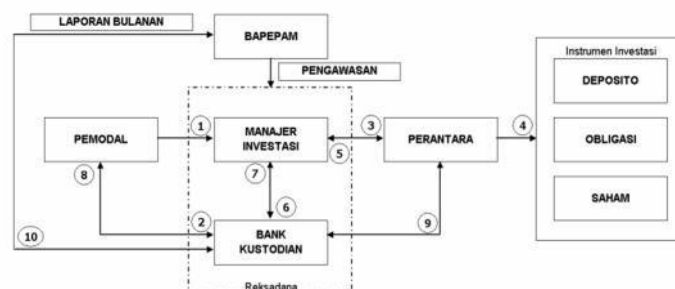 LAPORAN BULANAN
BAPEPAM
PENGAWASAN
Instrumen Investasi
DEPOSITO
PEMODAL
1
MANAJER
INVESTASI
3
5
PERANTARA
4
OBLIGASI
8
7
6
SAHAM
2
BANK
KUSTODIAN
9
10
Reksadana